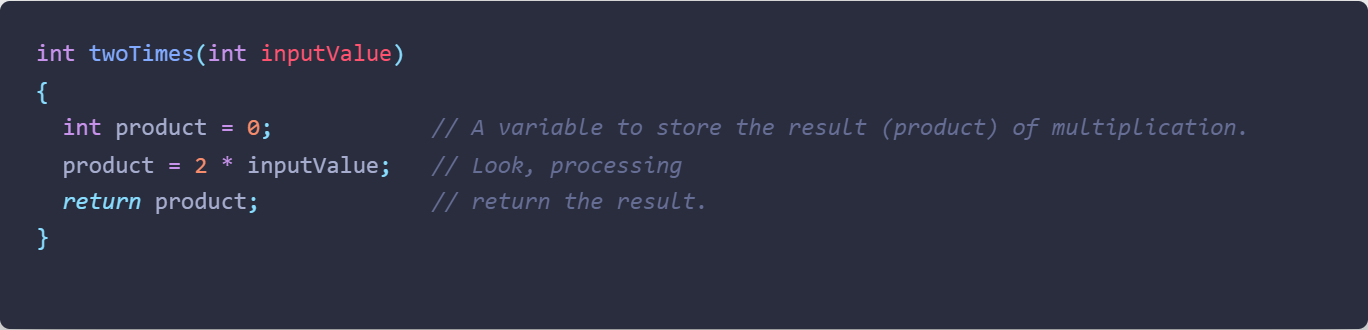 int twoTimes(int inputValue)
{
  int product = 0;            // A variable to store the result (product) of multiplication.
  product = 2 * inputValue;   // Look, processing
  return product;             // return the result.
}